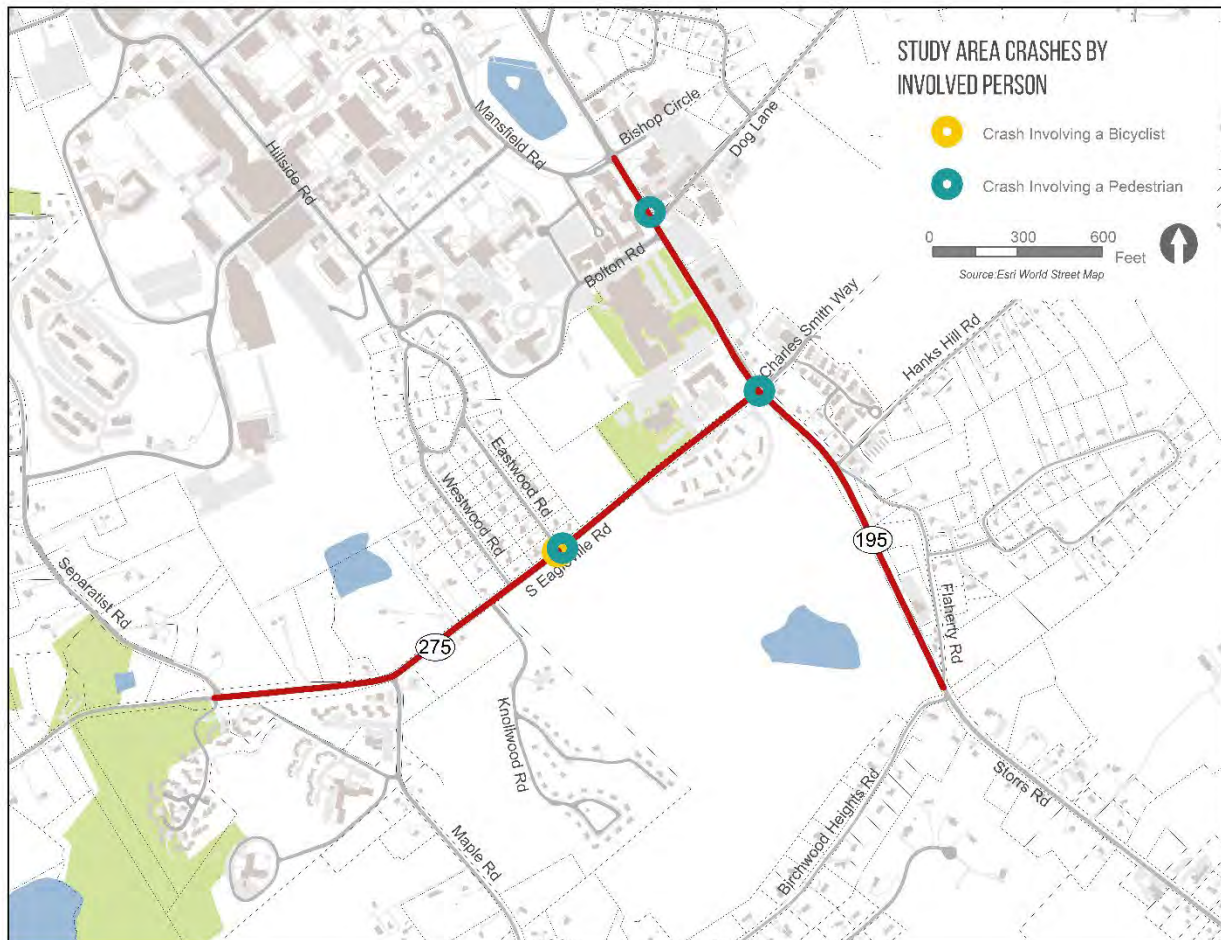 STUDY AREA CRASHES BY
INVOLVED PERSON
Crash Involving a Bicyclist
Crash Involving a Pedestrian
0 300 600
Feet
Source:Esri World Street Map
Bishop Circle
Mansfield Rd
Dog Lane
Hillside Rd
Bolton Rd
Charles Smith Way
Hanks Hill Rd
Eastwood Rd
Westwood Rd
S Eagleville Rd
195
Separatist Rd
Flaherty Rd
275
Knollwood Rd
Storrs Rd
Birchwood Heights Rd
Maple Rd